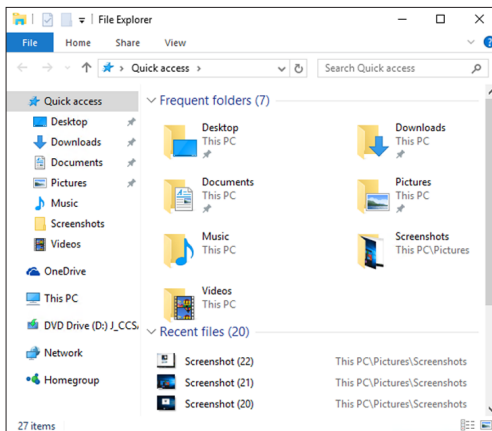 File Explorer
File Home Share View
Quick access
Search Quick access
Quick access
Desktop
Downloads
Documents
Pictures
Music
Screenshots
Videos
OneDrive
This PC
DVD Drive (D:) J_CCSA
Network
Homegroup
Frequent folders (7)
Desktop
This PC
Downloads
This PC
Documents
This PC
Pictures
This PC
Music
This PC
Screenshots
This PC\Pictures
Videos
This PC
Recent files (20)
Screenshot (22) This PC\Pictures\Screenshots
Screenshot (21) This PC\Pictures\Screenshots
Screenshot (20) This PC\Pictures\Screenshots
27 items